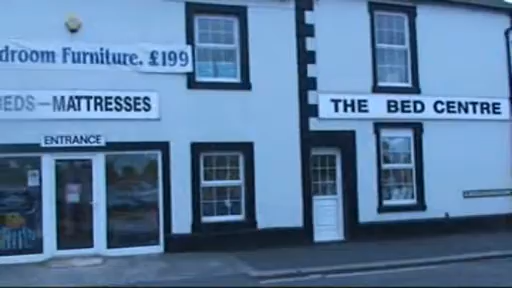 droom Furniture. £199
BEDS-MATTRESSES
THE BED CENTRE
ENTRANCE